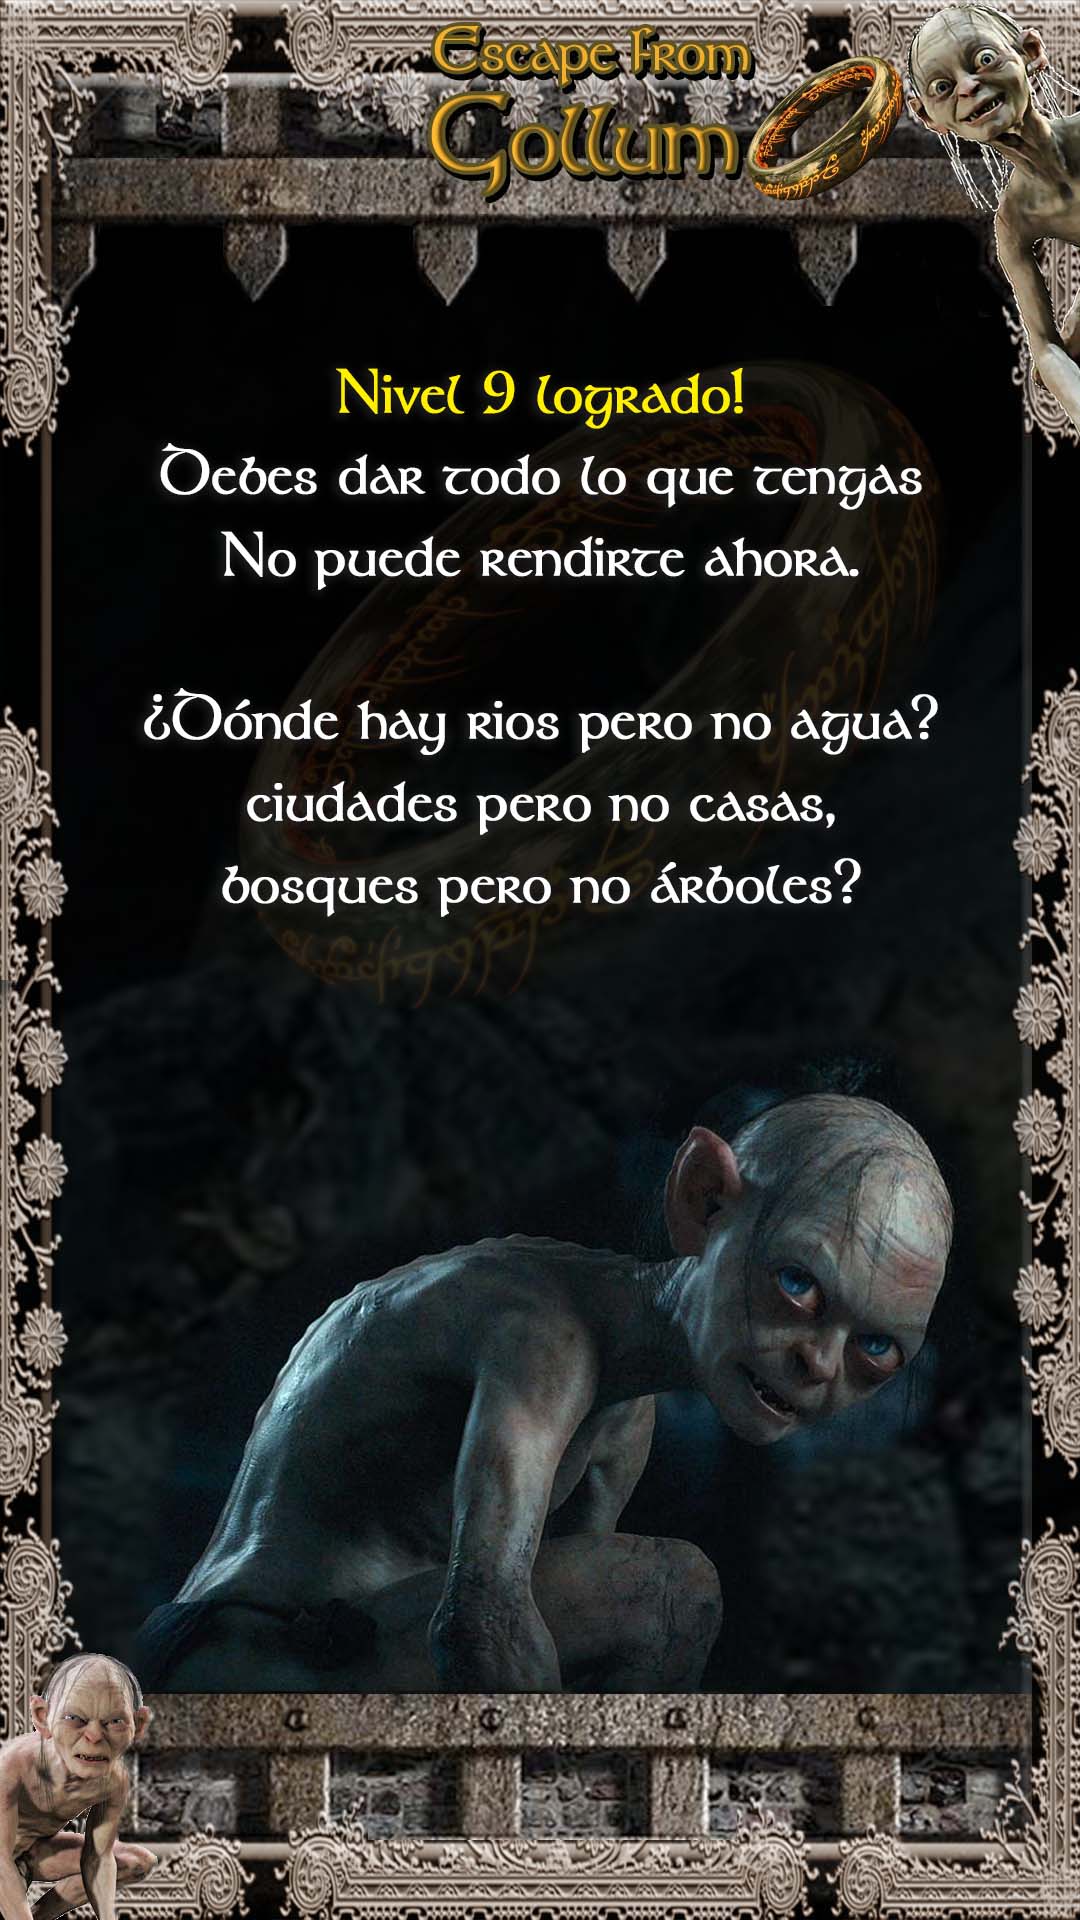 Escape from
Gollum
Nivel 9 logrado!
Debes dar todo lo que tengas
No puede rendirte ahora.
¿Dónde hay rios pero no agua?
ciudades pero no casas,
bosques pero no árboles?